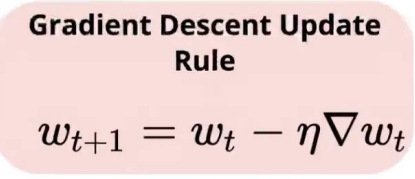 Gradient Descent Update
Rule
w_{t+1} = w_t − η∇w_t